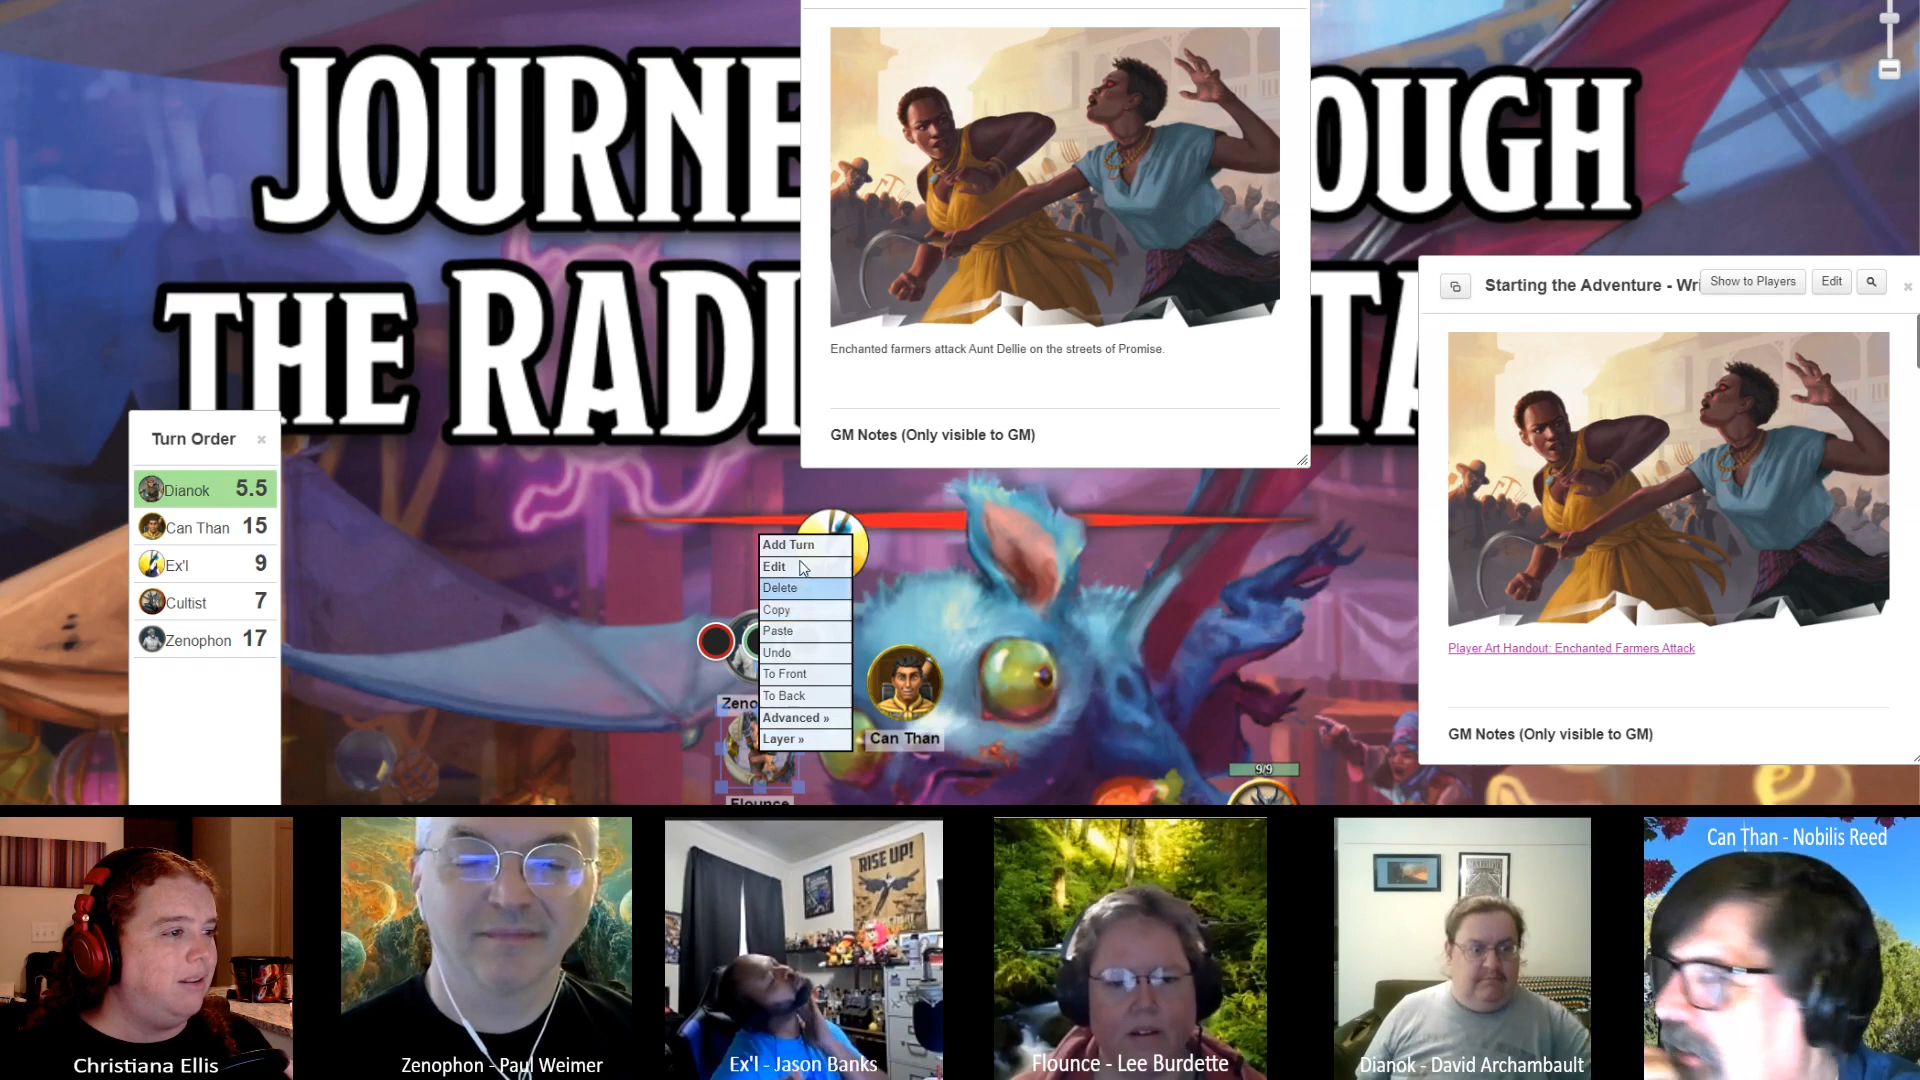 JOURNE
OUGH
THE RADI
TA
Enchanted farmers attack Aunt Dellie on the streets of Promise.
GM Notes (Only visible to GM)
Starting the Adventure - Wri
Show to Players
Edit
Player Art Handout: Enchanted Farmers Attack
GM Notes (Only visible to GM)
Turn Order
Dianok 5.5
Can Than 15
Ex'l 9
Cultist 7
Zenophon 17
Add Turn
Edit
Delete
Copy
Paste
Undo
To Front
To Back
Advanced »
Layer »
Zeno
Can Than
Flounce
9/9
RISE UP!
Christiana Ellis
Zenophon - Paul Weimer
Ex'l - Jason Banks
Flounce - Lee Burdette
Dianok - David Archambault
Can Than - Nobilis Reed